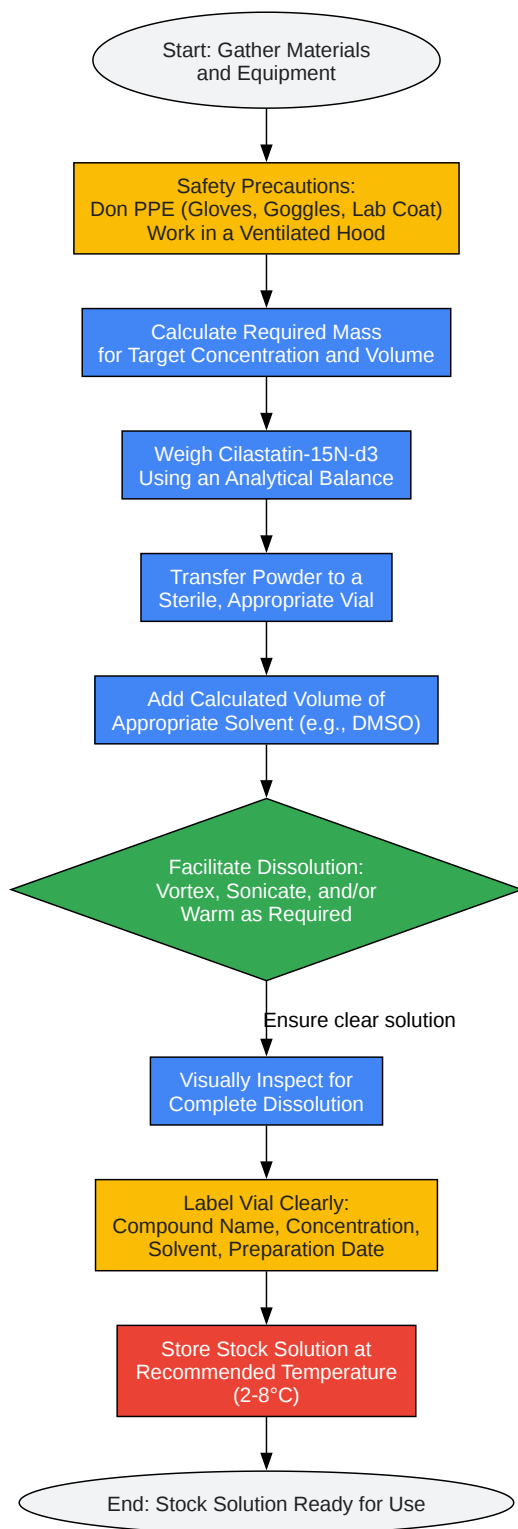 Start: Gather Materials
and Equipment
Safety Precautions:
Don PPE (Gloves, Goggles, Lab Coat)
Work in a Ventilated Hood
Calculate Required Mass
for Target Concentration and Volume
Weigh Cilastatin-15N-d3
Using an Analytical Balance
Transfer Powder to a
Sterile, Appropriate Vial
Add Calculated Volume of
Appropriate Solvent (e.g., DMSO)
Facilitate Dissolution:
Vortex, Sonicate, and/or
Warm as Required
Ensure clear solution
Visually Inspect for
Complete Dissolution
Label Vial Clearly:
Compound Name, Concentration,
Solvent, Preparation Date
Store Stock Solution at
Recommended Temperature
(2-8°C)
End: Stock Solution Ready for Use